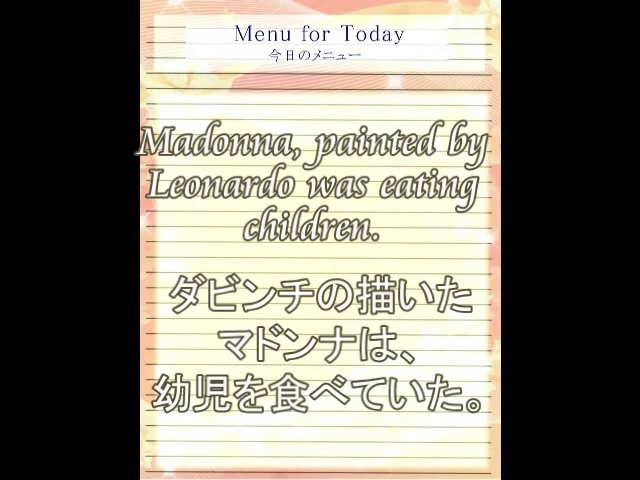 Menu for Today
今日のメニュー
Madonna, painted by
Leonardo was eating
children.
ダビンチの描いた
マドンナは、
幼児を食べていた。